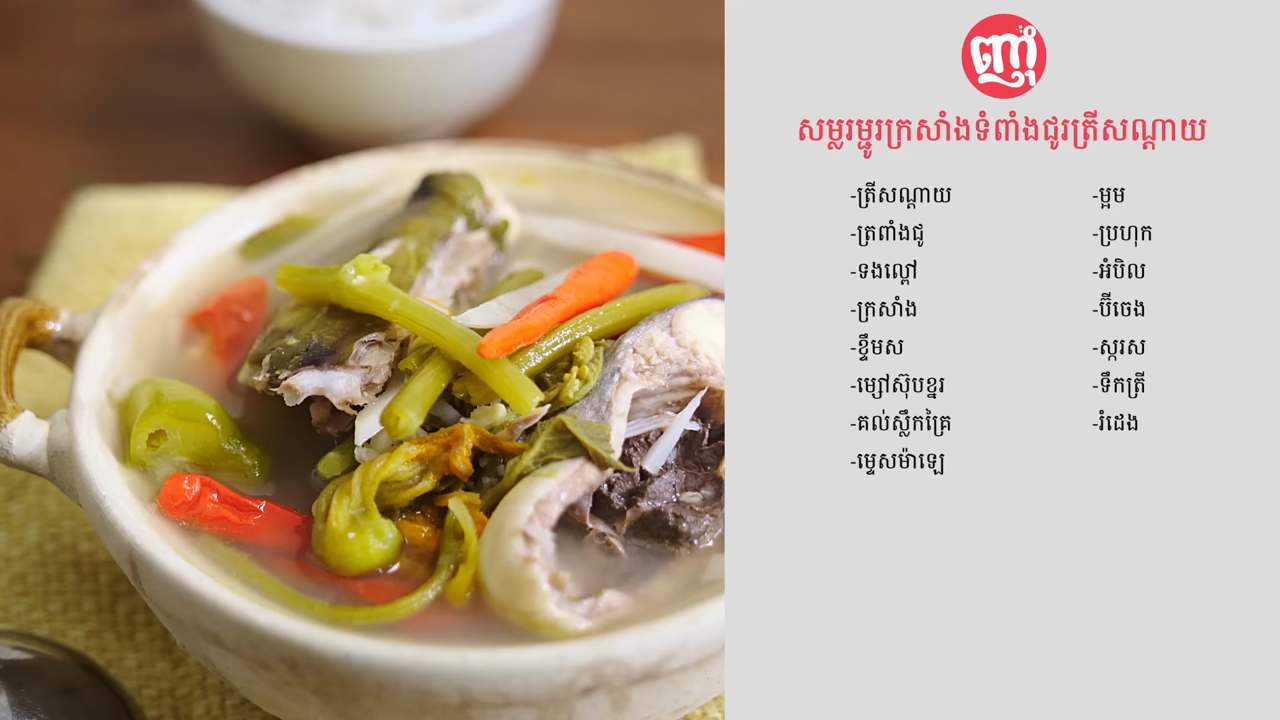 ញ៉ាំ
សម្លរម្ជូរក្រសាំងទំពាំងជូរត្រីសណ្តាយ
-ត្រីសណ្តាយ
-ត្រពាំងជូ
-ទងល្ពៅ
-ក្រសាំង
-ខ្ទឹមស
-ម្សៅស៊ុបខ្នរ
-គល់ស្លឹកគ្រៃ
-ម្ទេសម៉ាឡេ
-ម្អម
-ប្រហុក
-អំបិល
-ប៊ីចេង
-ស្ករស
-ទឹកត្រី
-រំដេង